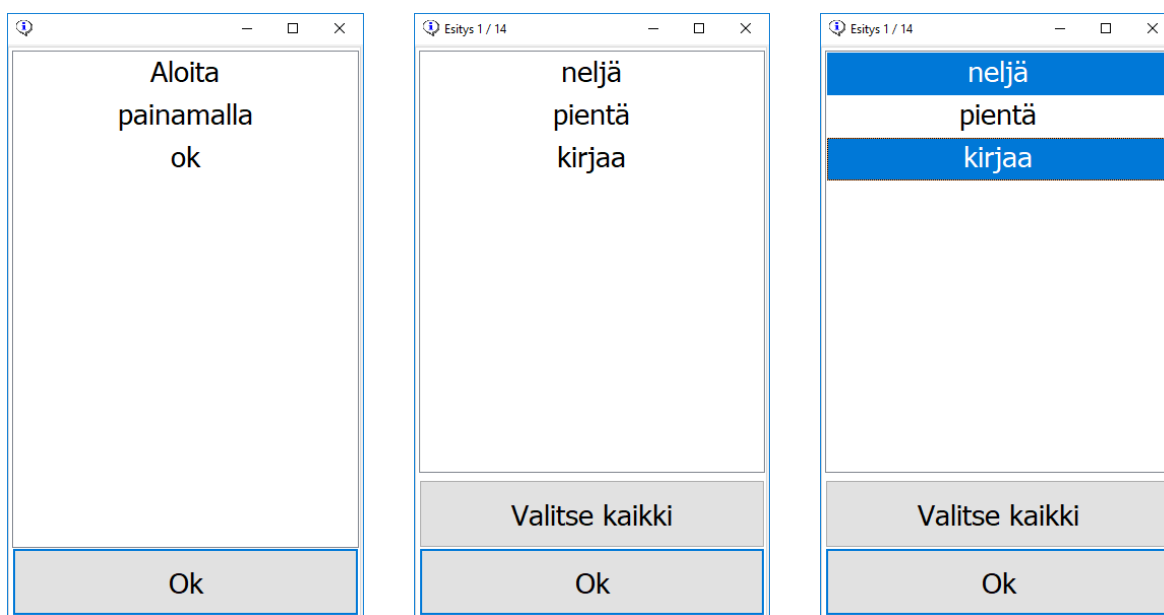 Aloita
painamalla
ok
Ok
Esitys 1 / 14
neljä
pientä
kirjaa
Valitse kaikki
Ok
Esitys 1 / 14
neljä
pientä
kirjaa
Valitse kaikki
Ok